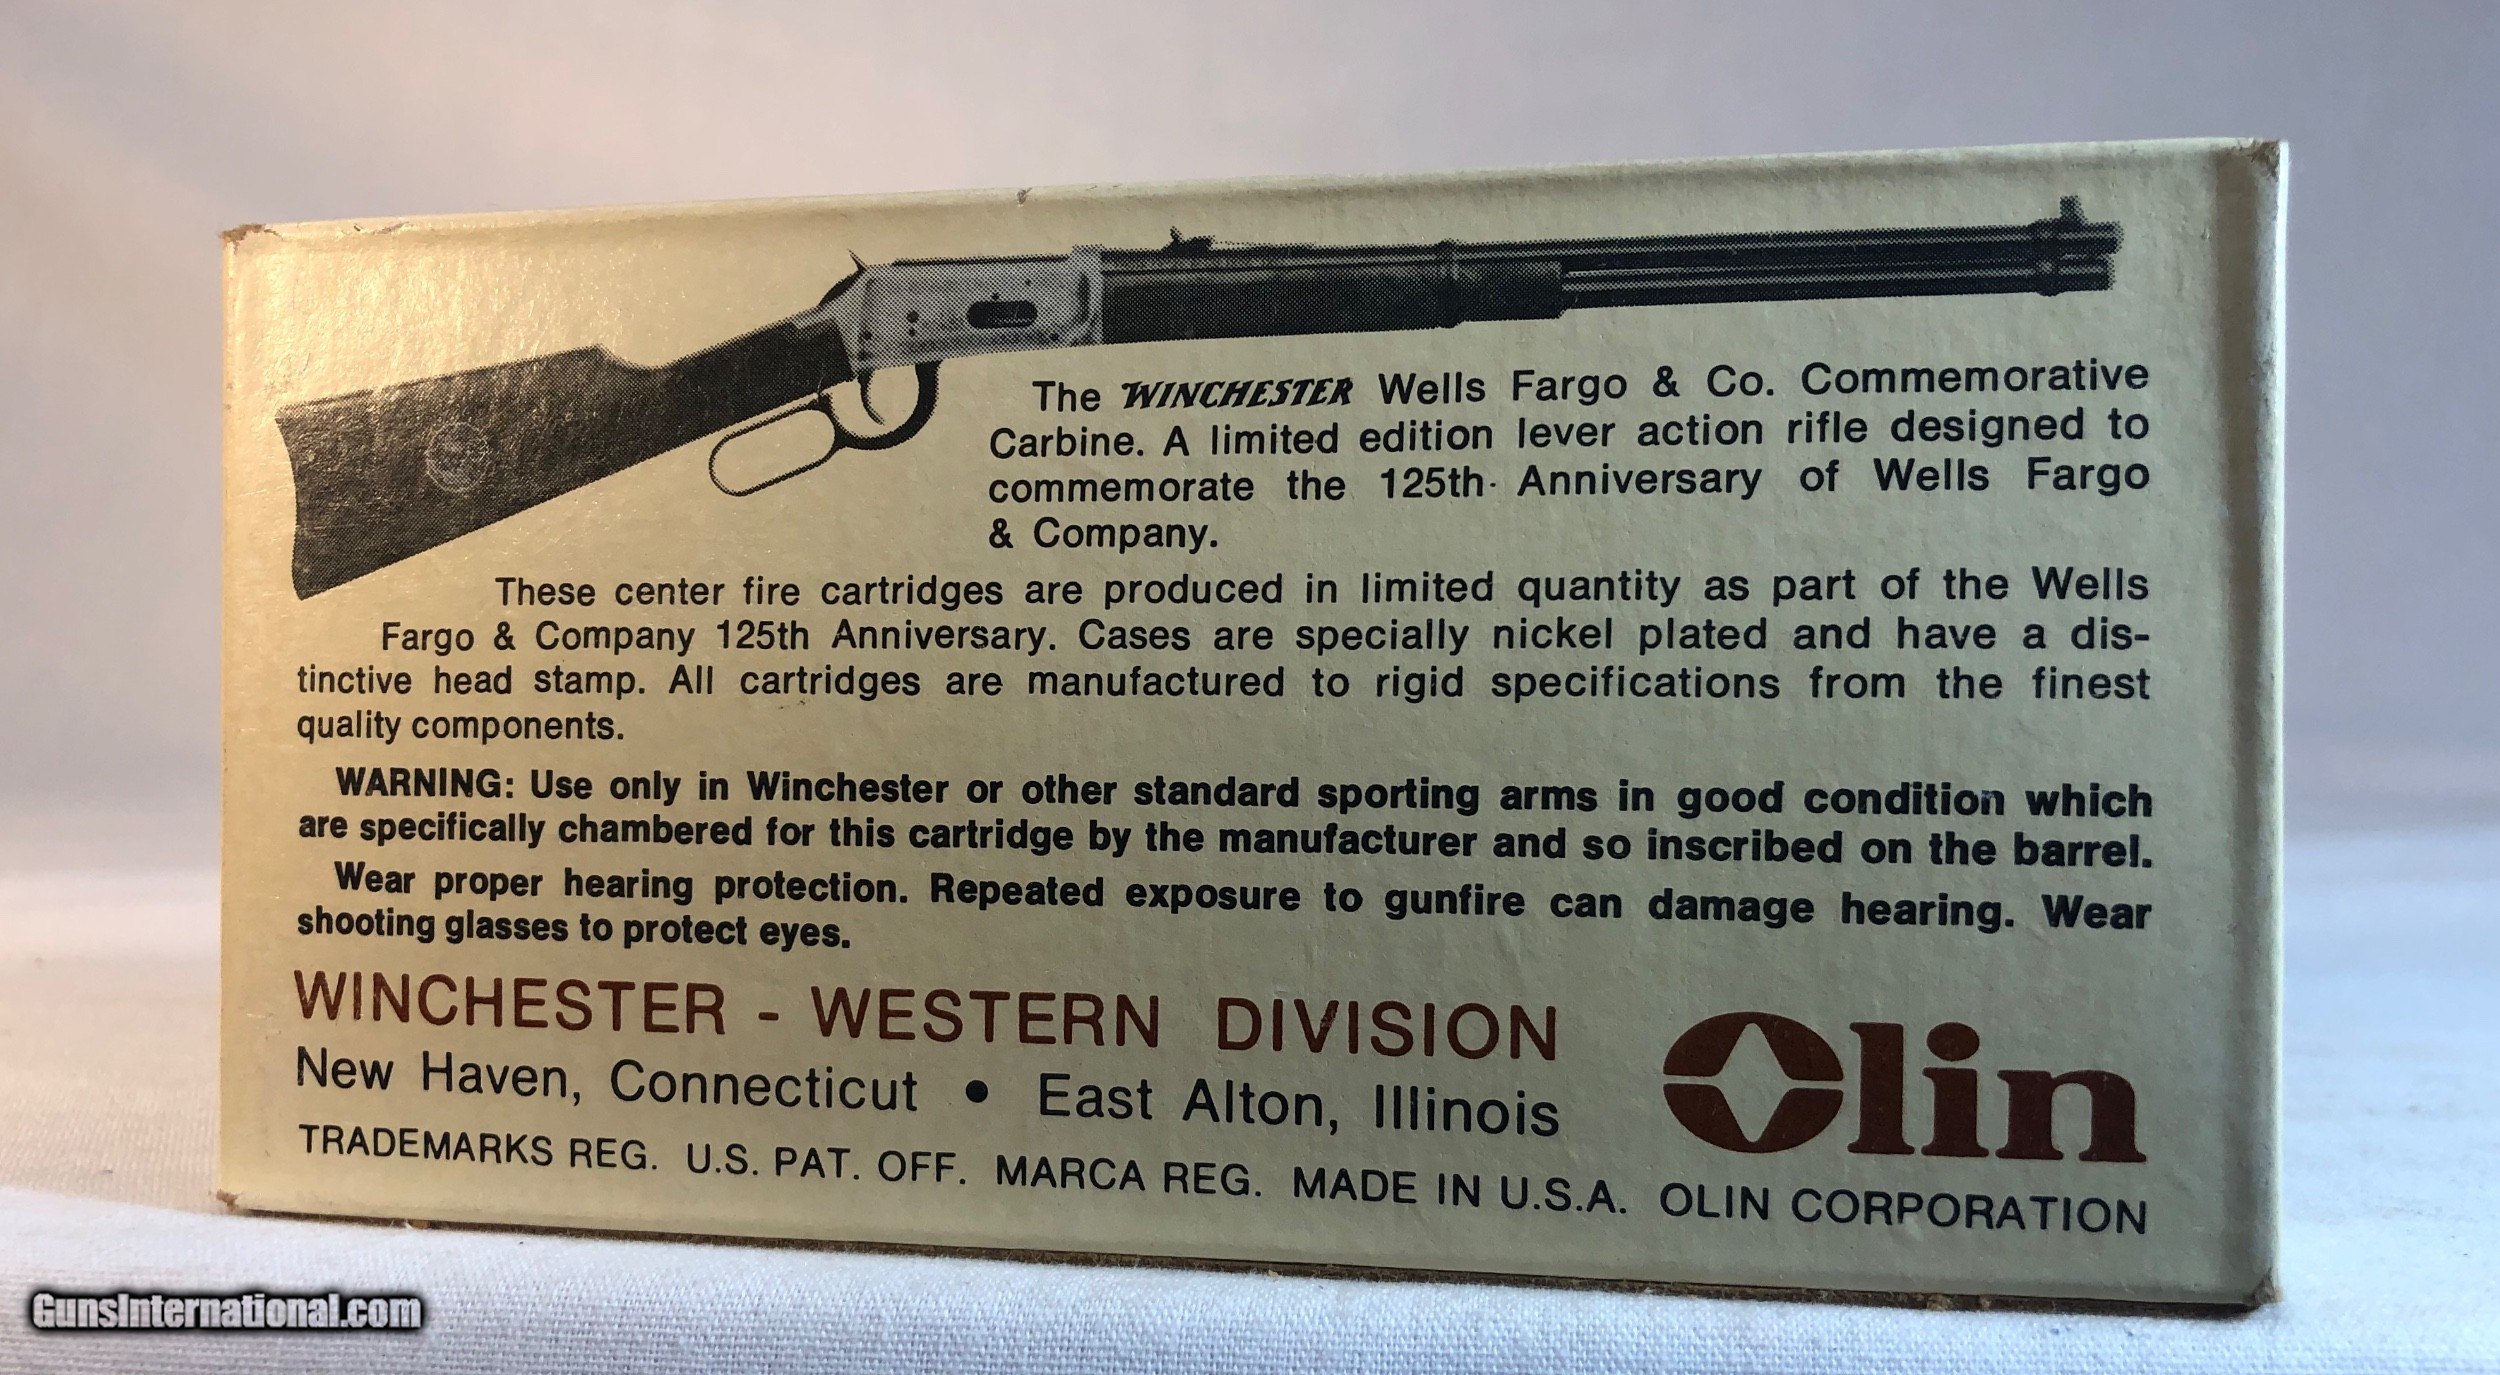 The WINCHESTER Wells Fargo & Co. Commemorative
Carbine. A limited edition lever action rifle designed to
commemorate the 125th Anniversary of Wells Fargo
& Company.
These center fire cartridges are produced in limited quantity as part of the Wells
Fargo & Company 125th Anniversary. Cases are specially nickel plated and have a dis-
tinctive head stamp. All cartridges are manufactured to rigid specifications from the finest
quality components.
WARNING: Use only in Winchester or other standard sporting arms in good condition which
are specifically chambered for this cartridge by the manufacturer and so inscribed on the barrel.
Wear proper hearing protection. Repeated exposure to gunfire can damage hearing. Wear
shooting glasses to protect eyes.
WINCHESTER - WESTERN DIVISION
New Haven, Connecticut • East Alton, Illinois
Olin
TRADEMARKS REG. U.S. PAT. OFF. MARCA REG. MADE IN U.S.A. OLIN CORPORATION
GunsInternational.com